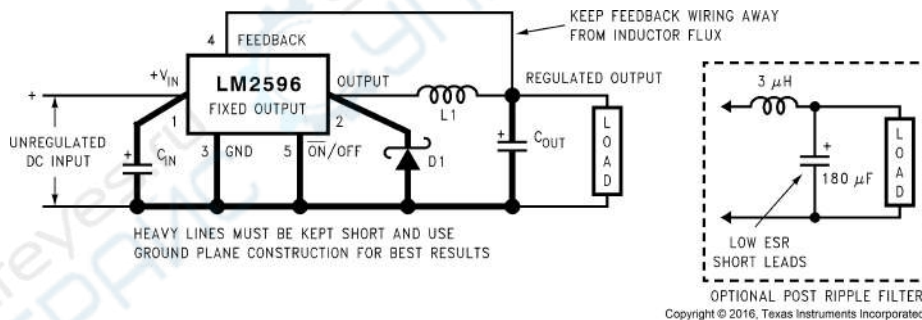 KEEP FEEDBACK WIRING AWAY
FROM INDUCTOR FLUX
4 FEEDBACK
+VIN
LM2596
FIXED OUTPUT
OUTPUT
REGULATED OUTPUT
+
1
2
L1
UNREGULATED
DC INPUT
+
CIN
3 GND
5 ON/OFF
D1
+
COUT
LOAD
HEAVY LINES MUST BE KEPT SHORT AND USE
GROUND PLANE CONSTRUCTION FOR BEST RESULTS
3 μH
+
180 μF
LOAD
LOW ESR
SHORT LEADS
OPTIONAL POST RIPPLE FILTER
Copyright © 2016, Texas Instruments Incorporated